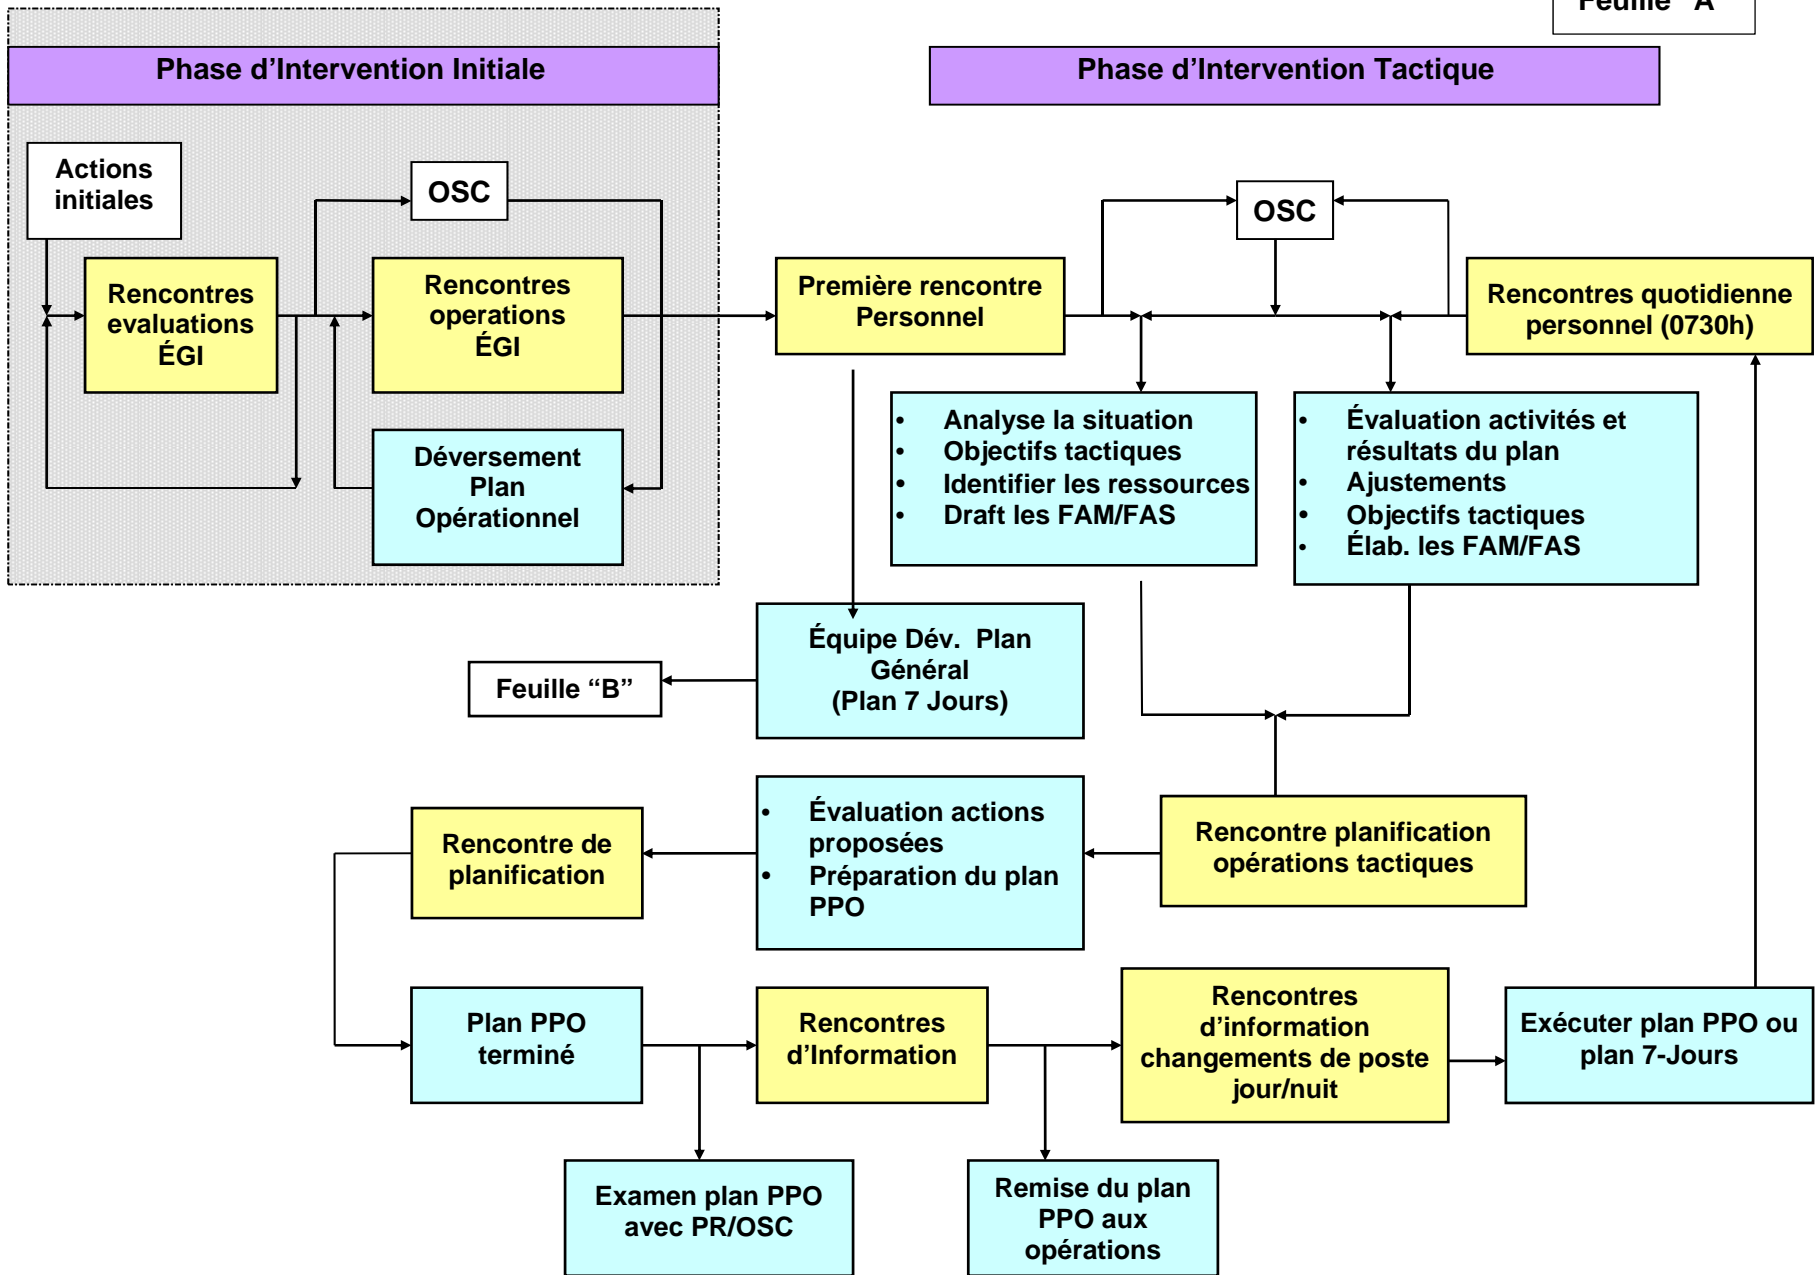 Feuille "A"
Phase d'Intervention Initiale
Phase d'Intervention Tactique
Actions
initiales
OSC
OSC
Rencontres
evaluations
ÉGI
Rencontres
operations
ÉGI
Première rencontre
Personnel
Rencontres quotidienne
personnel (0730h)
Déversement
Plan
Opérationnel
• Analyse la situation
• Objectifs tactiques
• Identifier les ressources
• Draft les FAM/FAS
• Évaluation activités et
résultats du plan
• Ajustements
• Objectifs tactiques
• Élab. les FAM/FAS
Équipe Dév. Plan
Général
(Plan 7 Jours)
Feuille “B”
Rencontre de
planification
• Évaluation actions
proposées
• Préparation du plan
PPO
Rencontre planification
opérations tactiques
Plan PPO
terminé
Rencontres
d'Information
Rencontres
d'information
changements de poste
jour/nuit
Exécuter plan PPO ou
plan 7-Jours
Examen plan PPO
avec PR/OSC
Remise du plan
PPO aux
opérations